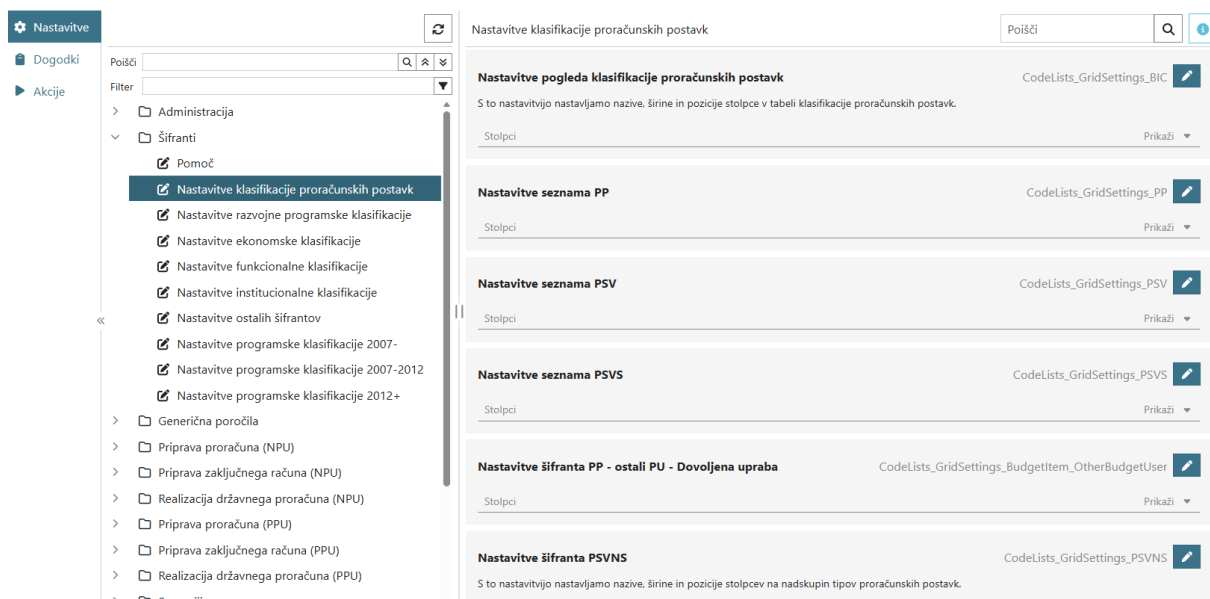 Nastavitve
Dogodki
Akcije
Poišči
Filter
Administracija
Šifranti
Pomoč
Nastavitve klasifikacije proračunskih postavk
Nastavitve razvojne programske klasifikacije
Nastavitve ekonomske klasifikacije
Nastavitve funkcionalne klasifikacije
Nastavitve institucionalne klasifikacije
Nastavitve ostalih šifrantov
Nastavitve programske klasifikacije 2007-
Nastavitve programske klasifikacije 2007-2012
Nastavitve programske klasifikacije 2012+
Generična poročila
Priprava proračuna (NPU)
Priprava zaključnega računa (NPU)
Realizacija državnega proračuna (NPU)
Priprava proračuna (PPU)
Priprava zaključnega računa (PPU)
Realizacija državnega proračuna (PPU)
Nastavitve klasifikacije proračunskih postavk
Poišči
Nastavitve pogleda klasifikacije proračunskih postavk CodeLists_GridSettings_BIC
S to nastavitvijo nastavljamo nazive, širine in pozicije stolpce v tabeli klasifikacije proračunskih postavk.
Stolpci Prikaži
Nastavitve seznama PP CodeLists_GridSettings_PP
Stolpci Prikaži
Nastavitve seznama PSV CodeLists_GridSettings_PSV
Stolpci Prikaži
Nastavitve seznama PSVS CodeLists_GridSettings_PSVS
Stolpci Prikaži
Nastavitve šifranta PP - ostali PU - Dovoljena upraba CodeLists_GridSettings_BudgetItem_OtherBudgetUser
Stolpci Prikaži
Nastavitve šifranta PSVNS CodeLists_GridSettings_PSVNS
S to nastavitvijo nastavljamo nazive, širine in pozicije stolpcev na nadskupin tipov proračunskih postavk.